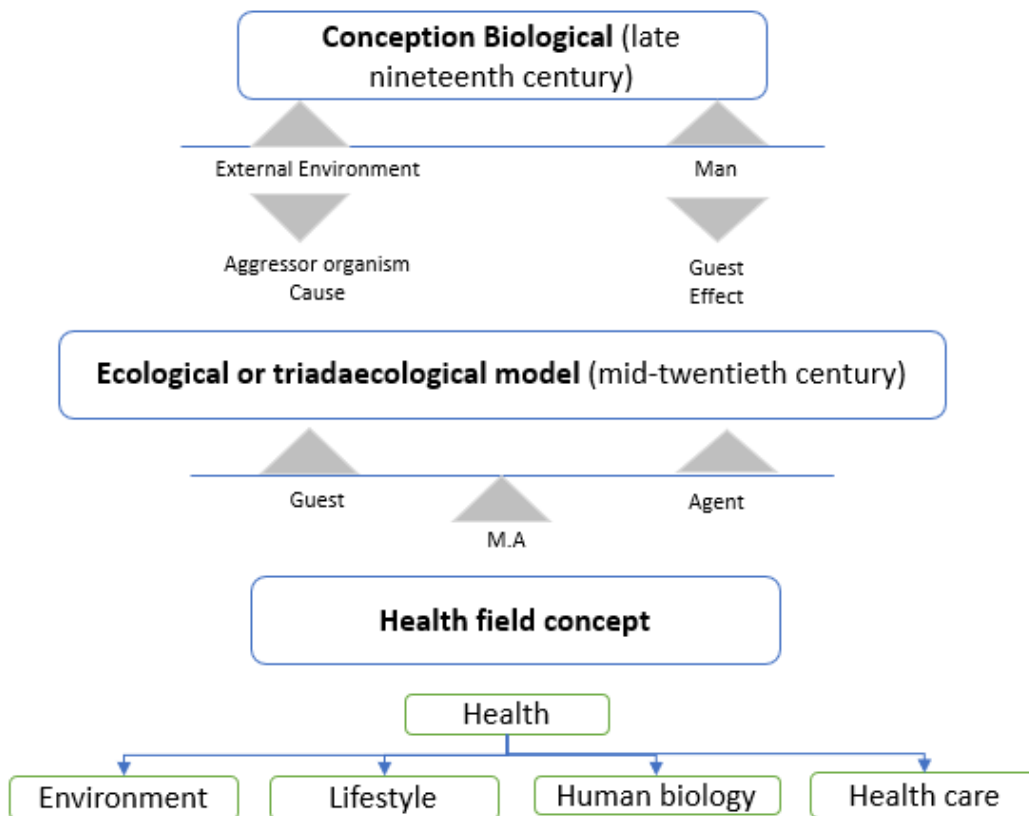 Conception Biological (late
nineteenth century)
External Environment
Man
Aggressor organism
Cause
Guest
Effect
Ecological or triadaecological model (mid-twentieth century)
Guest
Agent
M.A
Health field concept
Health
Environment
Lifestyle
Human biology
Health care